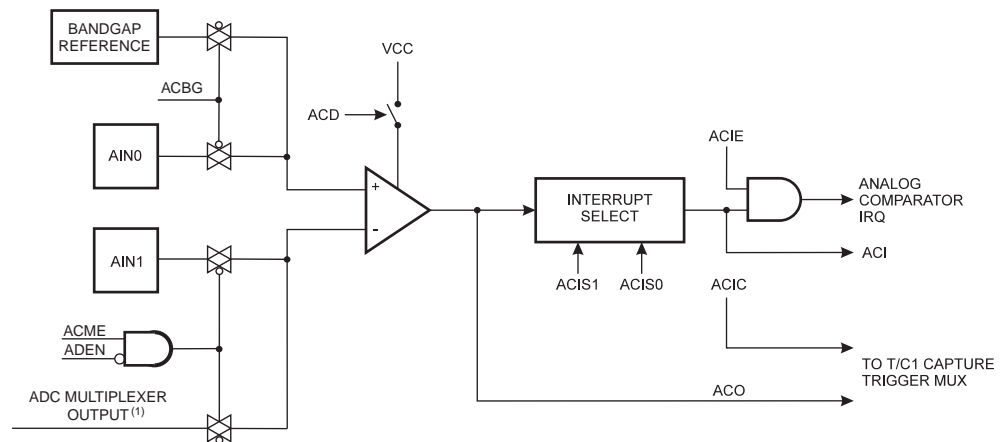 BANDGAP
REFERENCE
VCC
ACBG
ACD
AIN0
ACIE
+
-
INTERRUPT
SELECT
ANALOG
COMPARATOR
IRQ
AIN1
ACI
ACIS1
ACIS0
ACIC
ACME
ADEN
TO T/C1 CAPTURE
TRIGGER MUX
ADC MULTIPLEXER
OUTPUT (1)
ACO